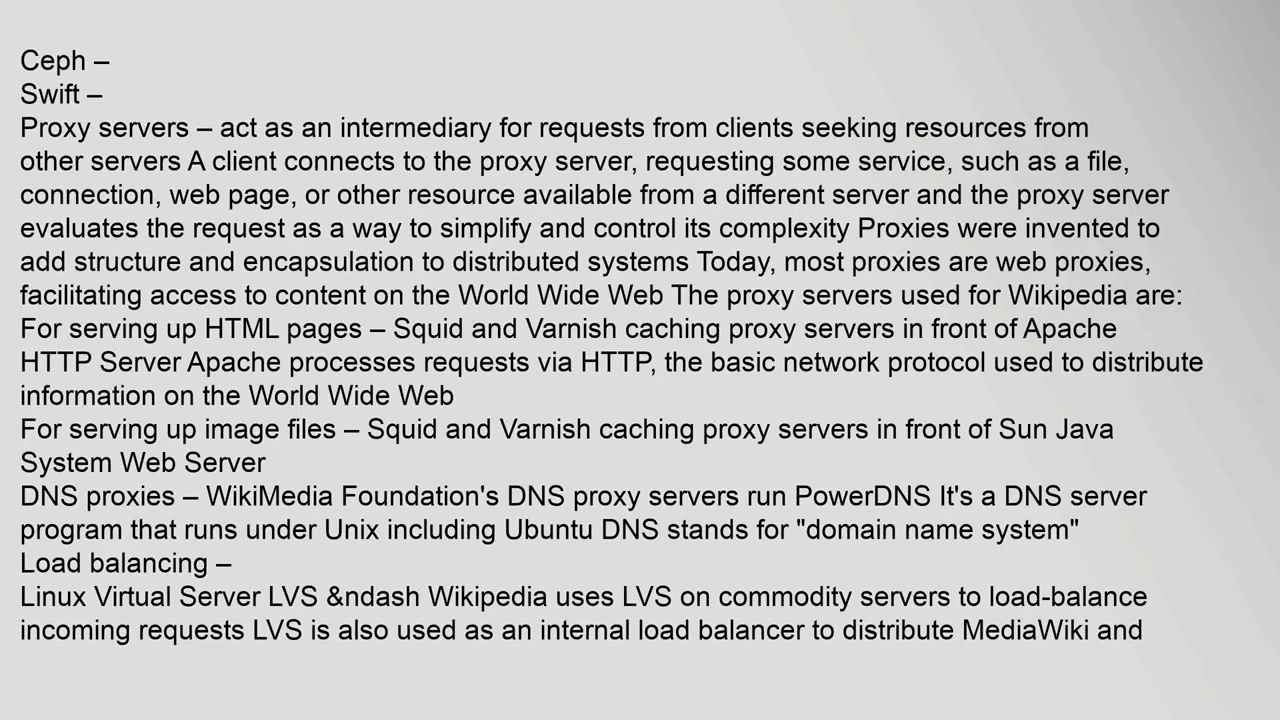 Ceph –
Swift –
Proxy servers – act as an intermediary for requests from clients seeking resources from
other servers A client connects to the proxy server, requesting some service, such as a file,
connection, web page, or other resource available from a different server and the proxy server
evaluates the request as a way to simplify and control its complexity Proxies were invented to
add structure and encapsulation to distributed systems Today, most proxies are web proxies,
facilitating access to content on the World Wide Web The proxy servers used for Wikipedia are:
For serving up HTML pages – Squid and Varnish caching proxy servers in front of Apache
HTTP Server Apache processes requests via HTTP, the basic network protocol used to distribute
information on the World Wide Web
For serving up image files – Squid and Varnish caching proxy servers in front of Sun Java
System Web Server
DNS proxies – WikiMedia Foundation's DNS proxy servers run PowerDNS It's a DNS server
program that runs under Unix including Ubuntu DNS stands for "domain name system"
Load balancing –
Linux Virtual Server LVS &ndash Wikipedia uses LVS on commodity servers to load-balance
incoming requests LVS is also used as an internal load balancer to distribute MediaWiki and